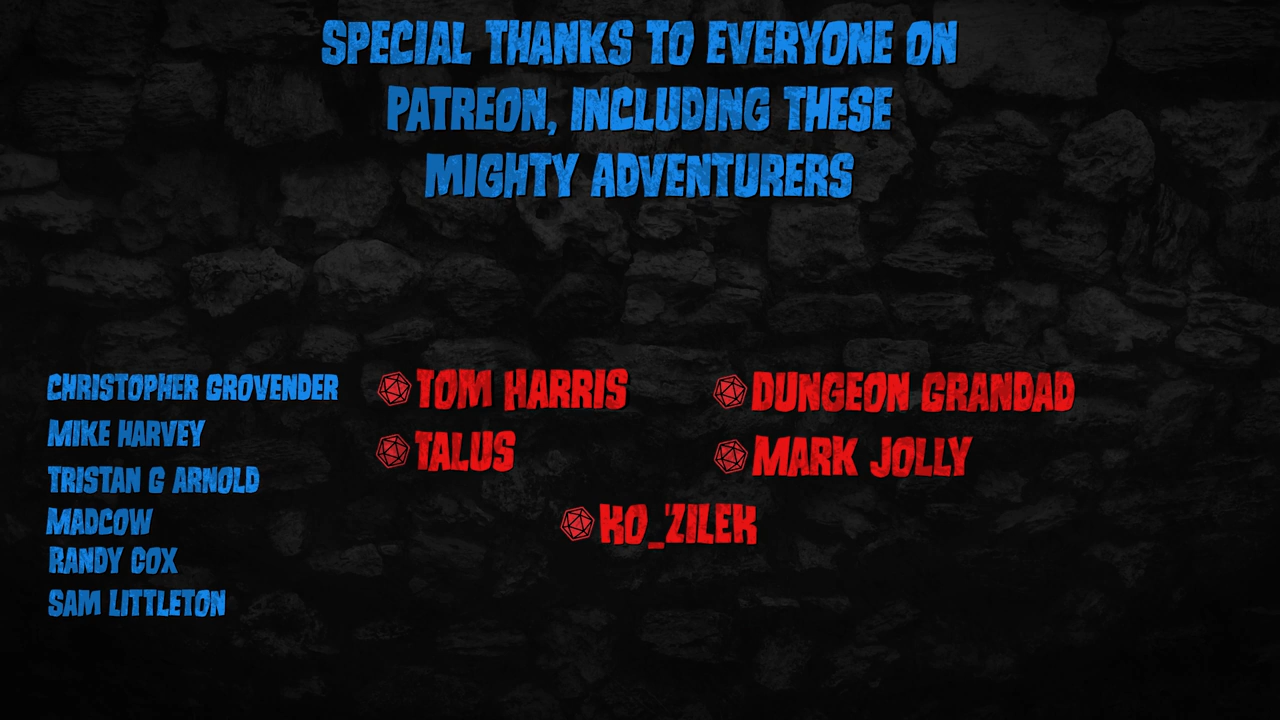 SPECIAL THANKS TO EVERYONE ON
PATREON, INCLUDING THESE
MIGHTY ADVENTURERS
CHRISTOPHER GROVENDER
MIKE HARVEY
TRISTAN G ARNOLD
MADCOW
RANDY COX
SAM LITTLETON
TOM HARRIS
TALUS
DUNGEON GRANDAD
MARK JOLLY
KO_ZILEK